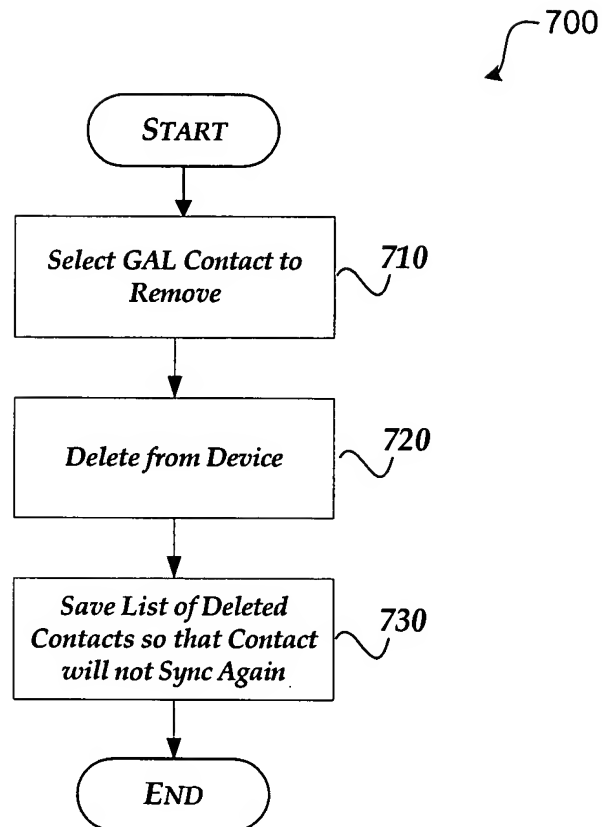 700
START
Select GAL Contact to
Remove
710
Delete from Device
720
Save List of Deleted
Contacts so that Contact
will not Sync Again
730
END